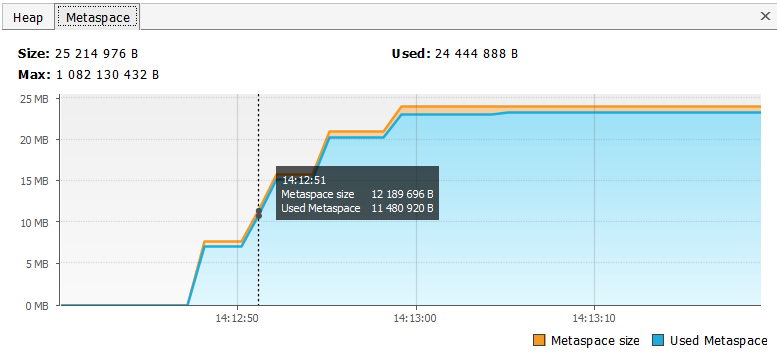 Heap Metaspace
Size: 25 214 976 B Used: 24 444 888 B
Max: 1 082 130 432 B
25 MB
20 MB
15 MB
10 MB
5 MB
0 MB
14:12:51
Metaspace size 12 189 696 B
Used Metaspace 11 480 920 B
14:12:50 14:13:00 14:13:10
Metaspace size Used Metaspace